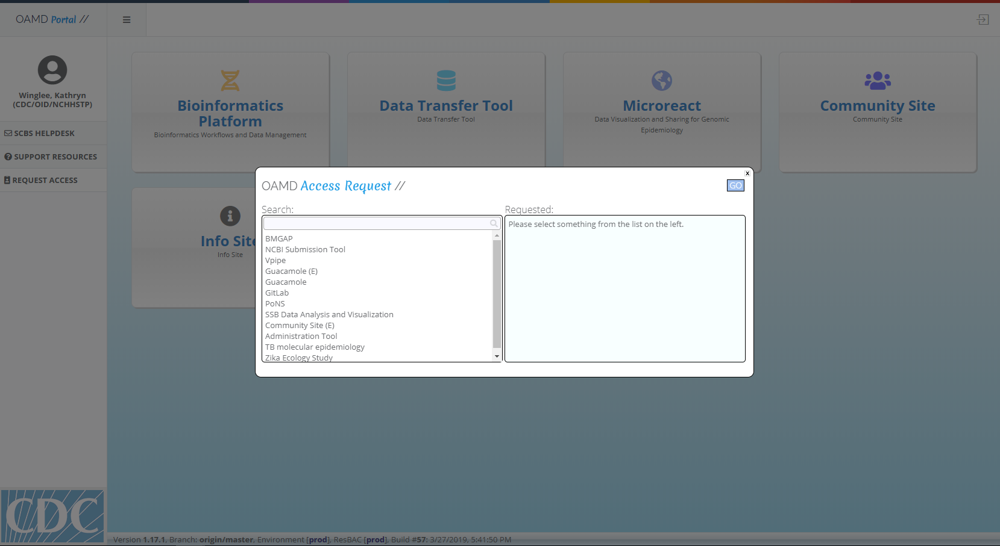 OAMD Portal //
Winglee, Kathryn
(CDC/OID/NCHHSTP)
SCBS HELPDESK
SUPPORT RESOURCES
REQUEST ACCESS
CDC
Bioinformatics
Platform
Bioinformatics Workflows and Data Management
Data Transfer Tool
Data Transfer Tool
Microreact
Data Visualization and Sharing for Genomic
Epidemiology
Community Site
Community Site
Info Site
Info Site
x
OAMD Access Request //
GO
Search:
BMGAP
NCBI Submission Tool
Vpipe
Guacamole (E)
Guacamole
GitLab
PoNS
SSB Data Analysis and Visualization
Community Site (E)
Administration Tool
TB molecular epidemiology
Zika Ecology Study
Requested:
Please select something from the list on the left.
Version 1.17.1, Branch: origin/master, Environment [prod], ResBAC [prod], Build #57: 3/27/2019, 5:41:50 PM